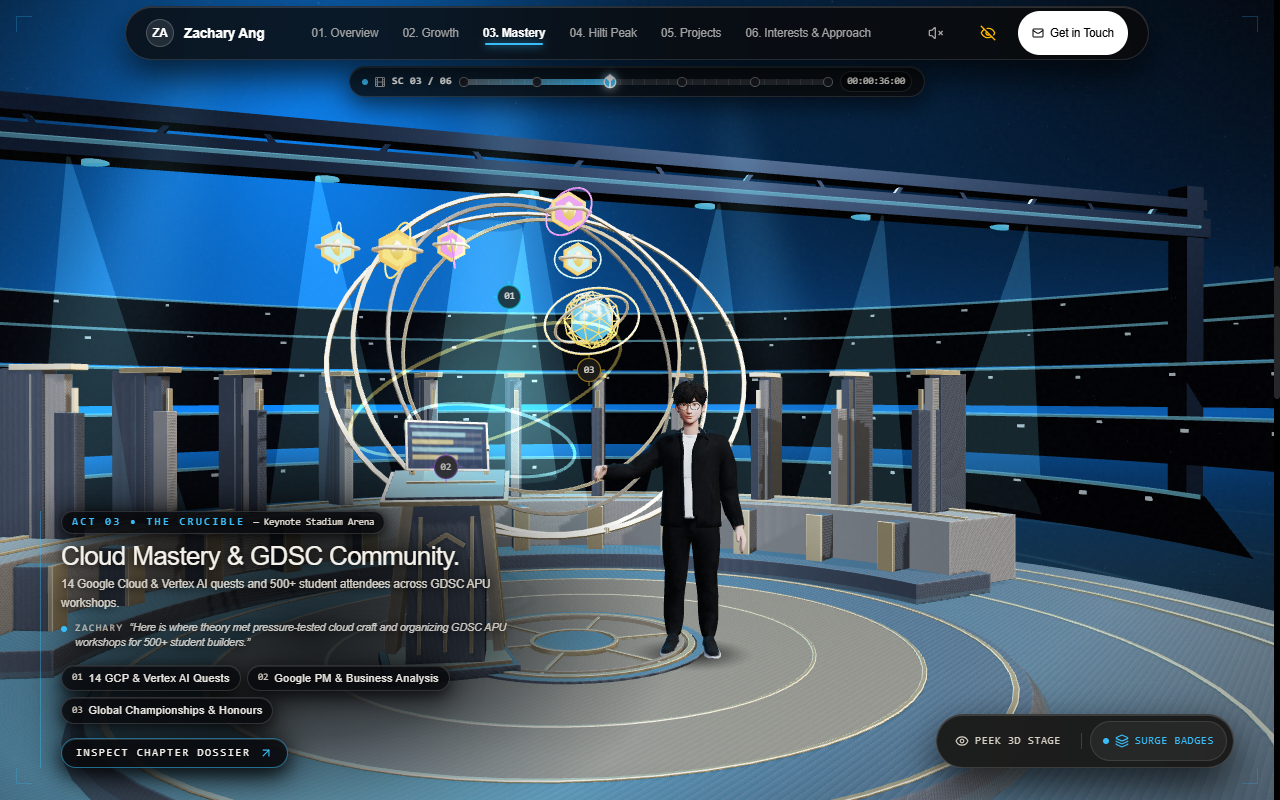 ZA Zachary Ang 01. Overview 02. Growth 03. Mastery 04. Hilti Peak 05. Projects 06. Interests & Approach Get in Touch
SC 03 / 06 00:00:36:00
01
03
02
ACT 03 • THE CRUCIBLE — Keynote Stadium Arena
Cloud Mastery & GDSC Community.
14 Google Cloud & Vertex AI quests and 500+ student attendees across GDSC APU
workshops.
ZACHARY “Here is where theory met pressure-tested cloud craft and organizing GDSC APU
workshops for 500+ student builders.”
01 14 GCP & Vertex AI Quests 02 Google PM & Business Analysis
03 Global Championships & Honours
INSPECT CHAPTER DOSSIER
PEEK 3D STAGE SURGE BADGES